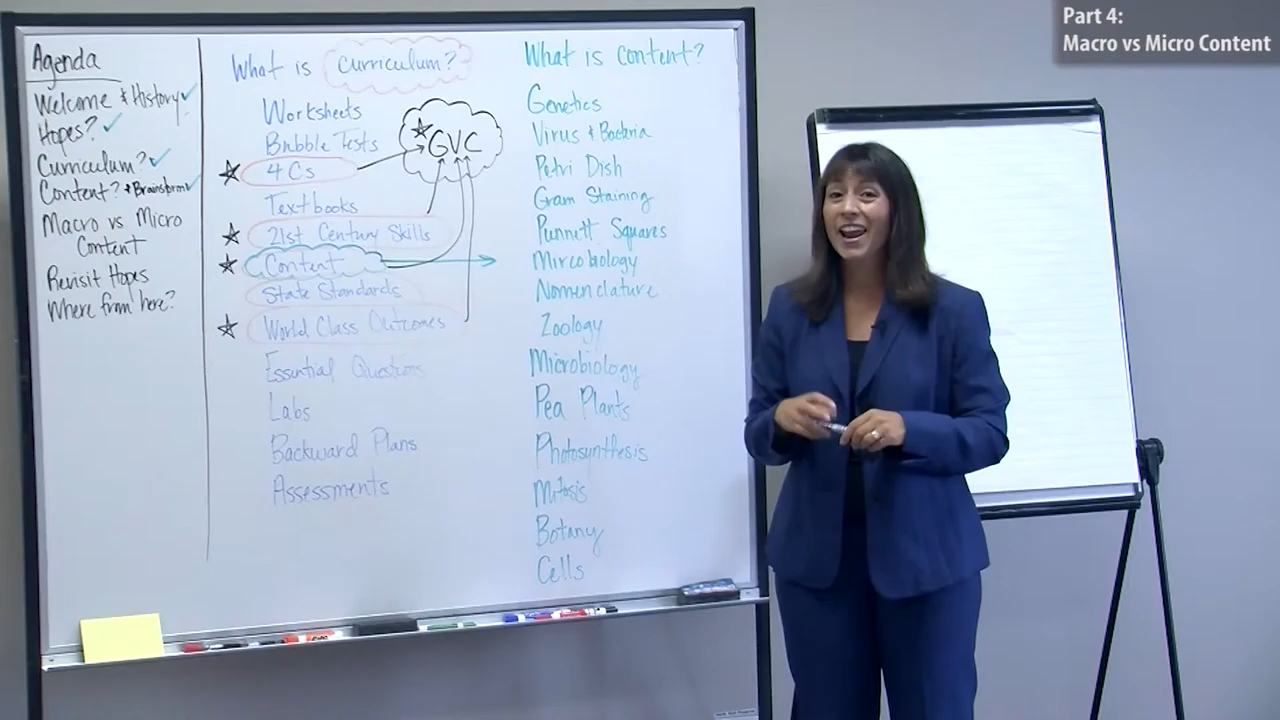 Part 4:
Macro vs Micro Content
Agenda
Welcome & History ✓
Hopes? ✓
Curriculum? ✓
Content? & Brainstorm ✓
Macro vs Micro
Content
Revisit Hopes
Where from here?
What is curriculum?
Worksheets
Bubble Tests
4 Cs
Textbooks
21st Century Skills
Content
State Standards
World Class Outcomes
Essential Questions
Labs
Backward Plans
Assessments
GVC
What is content?
Genetics
Virus & Bacteria
Petri Dish
Gram Staining
Punnett Squares
Mircobiology
Nomenclature
Zoology
Microbiology
Pea Plants
Photosynthesis
Mitosis
Botany
Cells